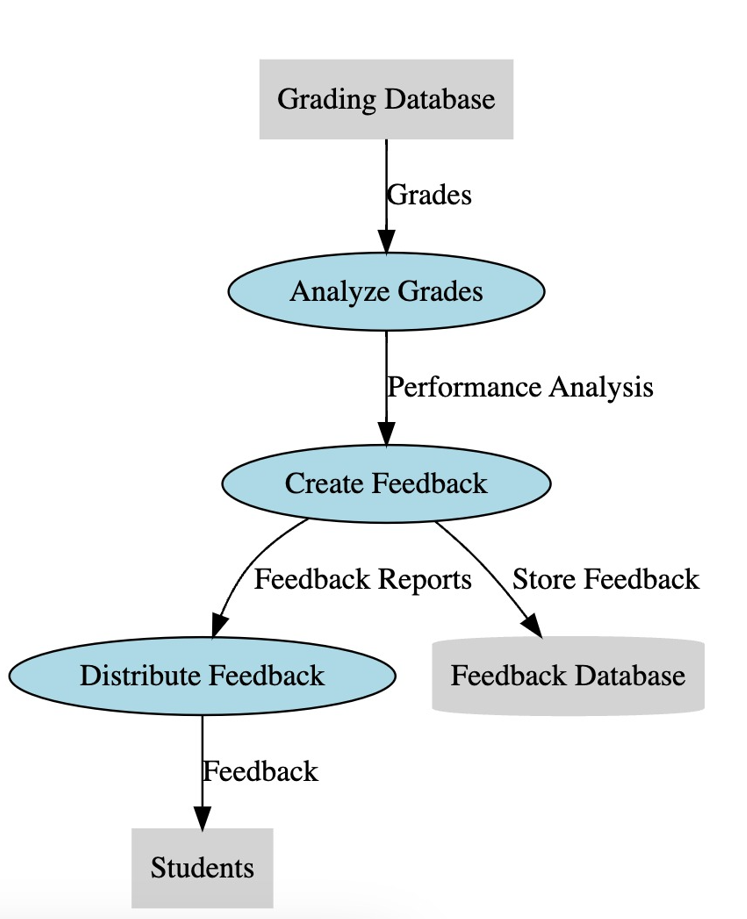 Grading Database
Grades
Analyze Grades
Performance Analysis
Create Feedback
Feedback Reports
Store Feedback
Distribute Feedback
Feedback Database
Feedback
Students